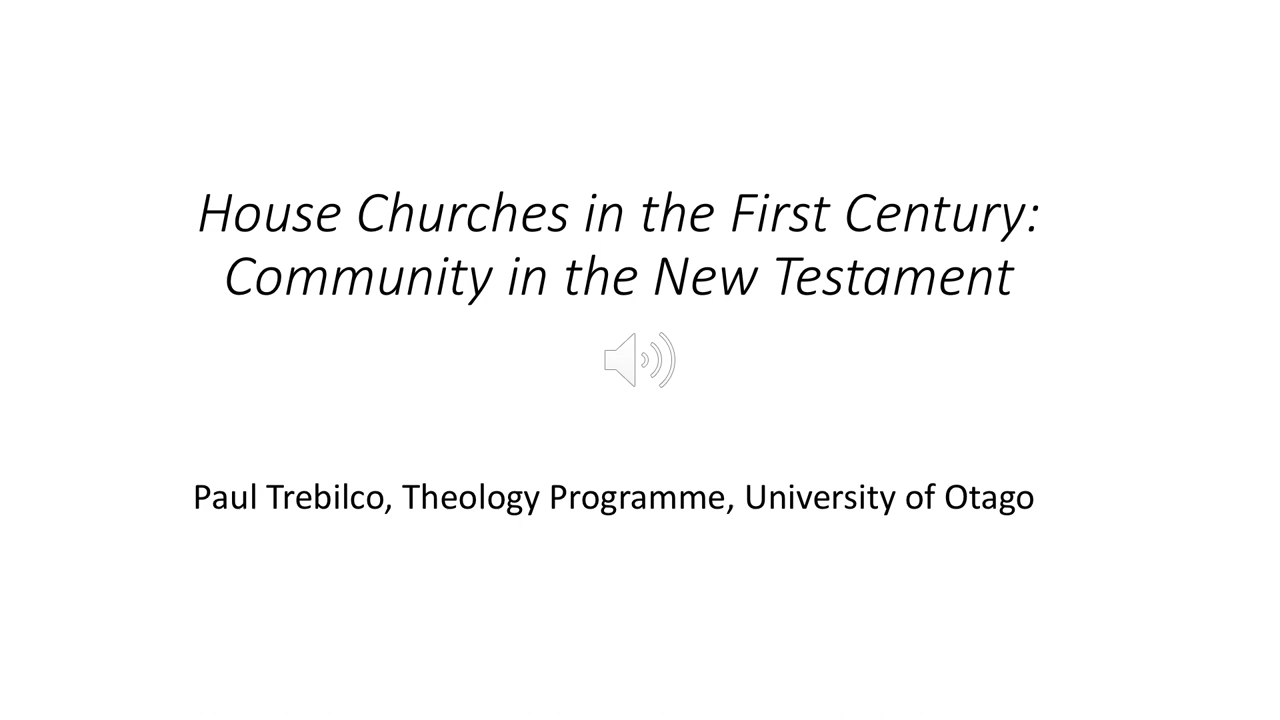 House Churches in the First Century:
Community in the New Testament
Paul Trebilco, Theology Programme, University of Otago